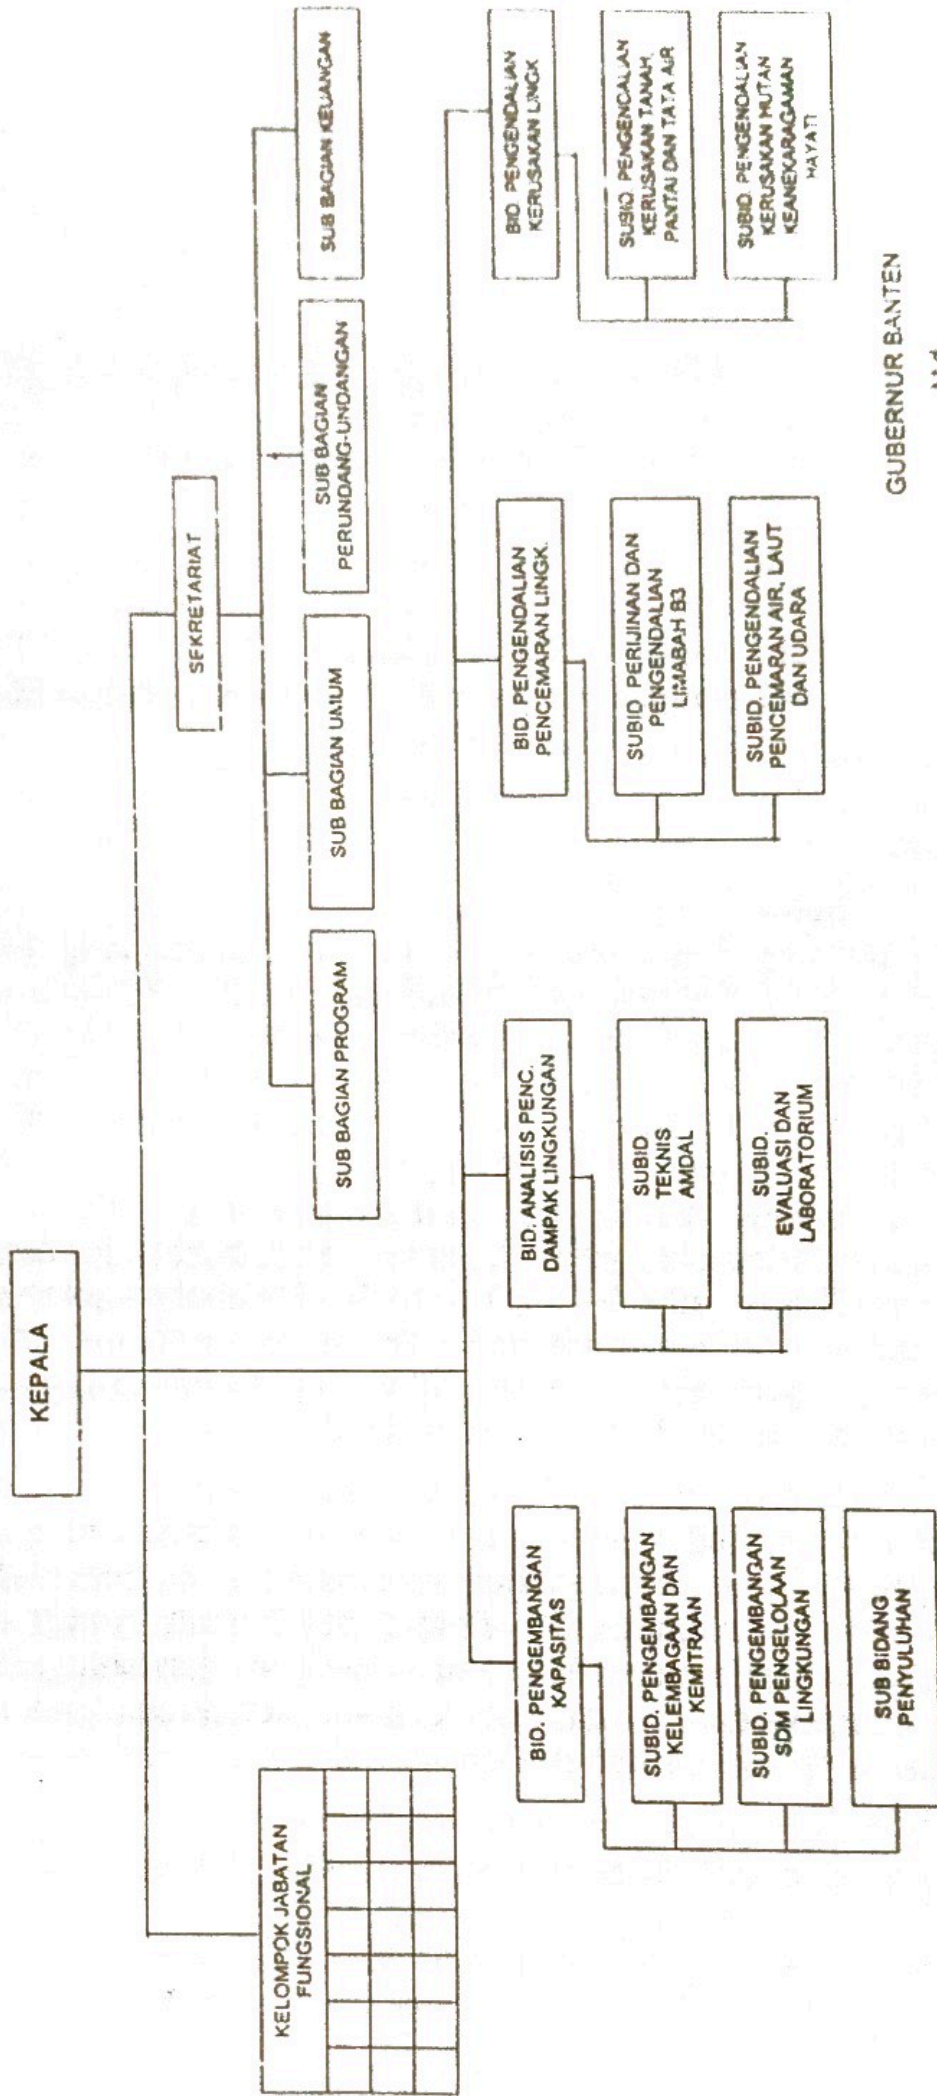 KEPALA
KELOMPOK JABATAN
FUNGSIONAL
SEKRETARIAT
SUB BAGIAN PROGRAM
SUB BAGIAN UMUM
SUB BAGIAN
PERUNDANG-UNDANGAN
SUB BAGIAN KEUANGAN
BID. PENGEMBANGAN
KAPASITAS
SUBID. PENGEMBANGAN
KELEMBAGAAN DAN
KEMITRAAN
SUBID. PENGEMBANGAN
SDM PENGELOLAAN
LINGKUNGAN
SUB BIDANG
PENYULUHAN
BID. ANALISIS PENC.
DAMPAK LINGKUNGAN
SUBID
TEKNIS
AMDAL
SUBID.
EVALUASI DAN
LABORATORIUM
BID. PENGENDALIAN
PENCEMARAN LINGK.
SUBID. PERIJINAN DAN
PENGENDALIAN
LIMABAH B3
SUBID. PENGENDALIAN
PENCEMARAN AIR, LAUT
DAN UDARA
BID. PENGENDALIAN
KERUSAKAN LINGK
SUBID. PENGENDALIAN
KERUSAKAN TANAH,
PANTAI DAN TATA AIR
SUBID. PENGENDALIAN
KERUSAKAN HUTAN
KEANEKARAGAMAN
HAYATI
GUBERNUR BANTEN